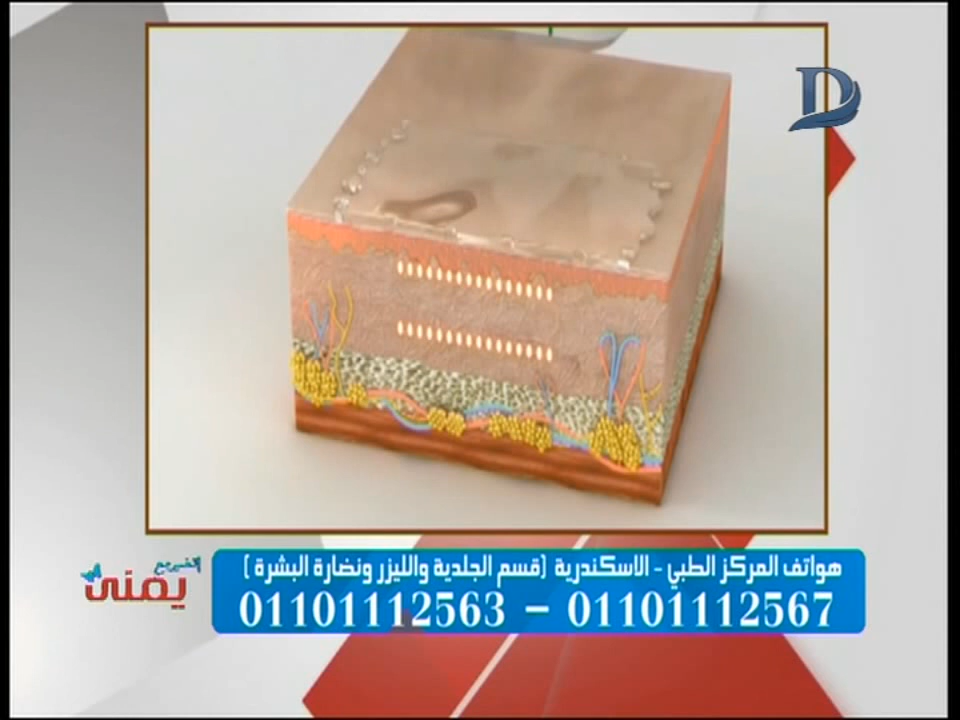 D
هواتف المركز الطبي - الاسكندرية (قسم الجلدية والليزر ونضارة البشرة)
01101112563 – 01101112567
يمنى